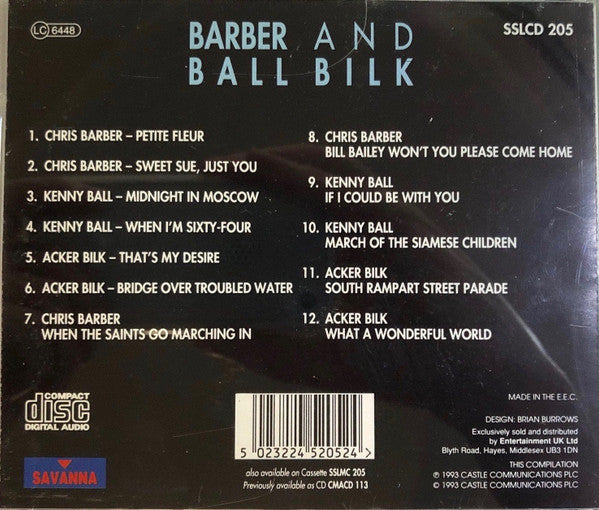 LC 6448
BARBER AND
BALL BILK
SSLCD 205
1. CHRIS BARBER – PETITE FLEUR
2. CHRIS BARBER – SWEET SUE, JUST YOU
3. KENNY BALL – MIDNIGHT IN MOSCOW
4. KENNY BALL – WHEN I'M SIXTY-FOUR
5. ACKER BILK – THAT'S MY DESIRE
6. ACKER BILK – BRIDGE OVER TROUBLED WATER
7. CHRIS BARBER
WHEN THE SAINTS GO MARCHING IN
8. CHRIS BARBER
BILL BAILEY WON'T YOU PLEASE COME HOME
9. KENNY BALL
IF I COULD BE WITH YOU
10. KENNY BALL
MARCH OF THE SIAMESE CHILDREN
11. ACKER BILK
SOUTH RAMPART STREET PARADE
12. ACKER BILK
WHAT A WONDERFUL WORLD
COMPACT
disc
DIGITAL AUDIO
SAVANNA
5 023224 520524 >
also available on Cassette SSLMC 205
Previously available as CD CMACD 113
MADE IN THE E.E.C.
DESIGN: BRIAN BURROWS
Exclusively sold and distributed
by Entertainment UK Ltd
Blyth Road, Hayes, Middlesex UB3 1DN
THIS COMPILATION
℗ 1993 CASTLE COMMUNICATIONS PLC
© 1993 CASTLE COMMUNICATIONS PLC